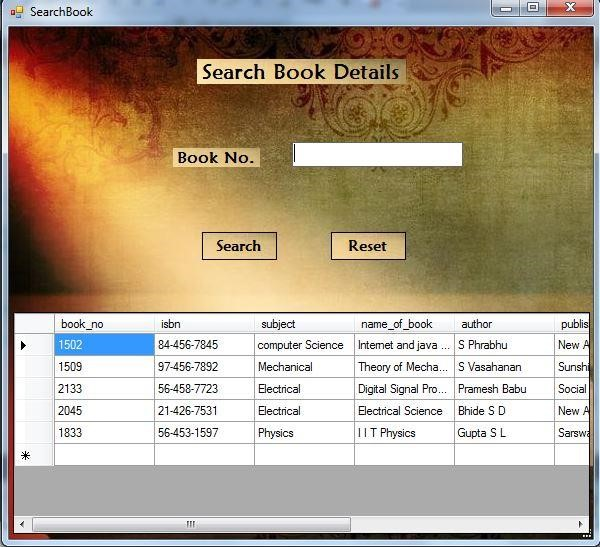 SearchBook
Search Book Details
Book No.
Search Reset
book_no isbn subject name_of_book author publis
1502 84-456-7845 computer Science Internet and java ... S Phrabhu New A
1509 97-456-7892 Mechanical Theory of Mecha... S Vasahanan Sunshi
2133 56-458-7723 Electrical Digital Signal Pro... Pramesh Babu Social
2045 21-426-7531 Electrical Electrical Science Bhide S D New A
1833 56-453-1597 Physics I I T Physics Gupta S L Sarswa